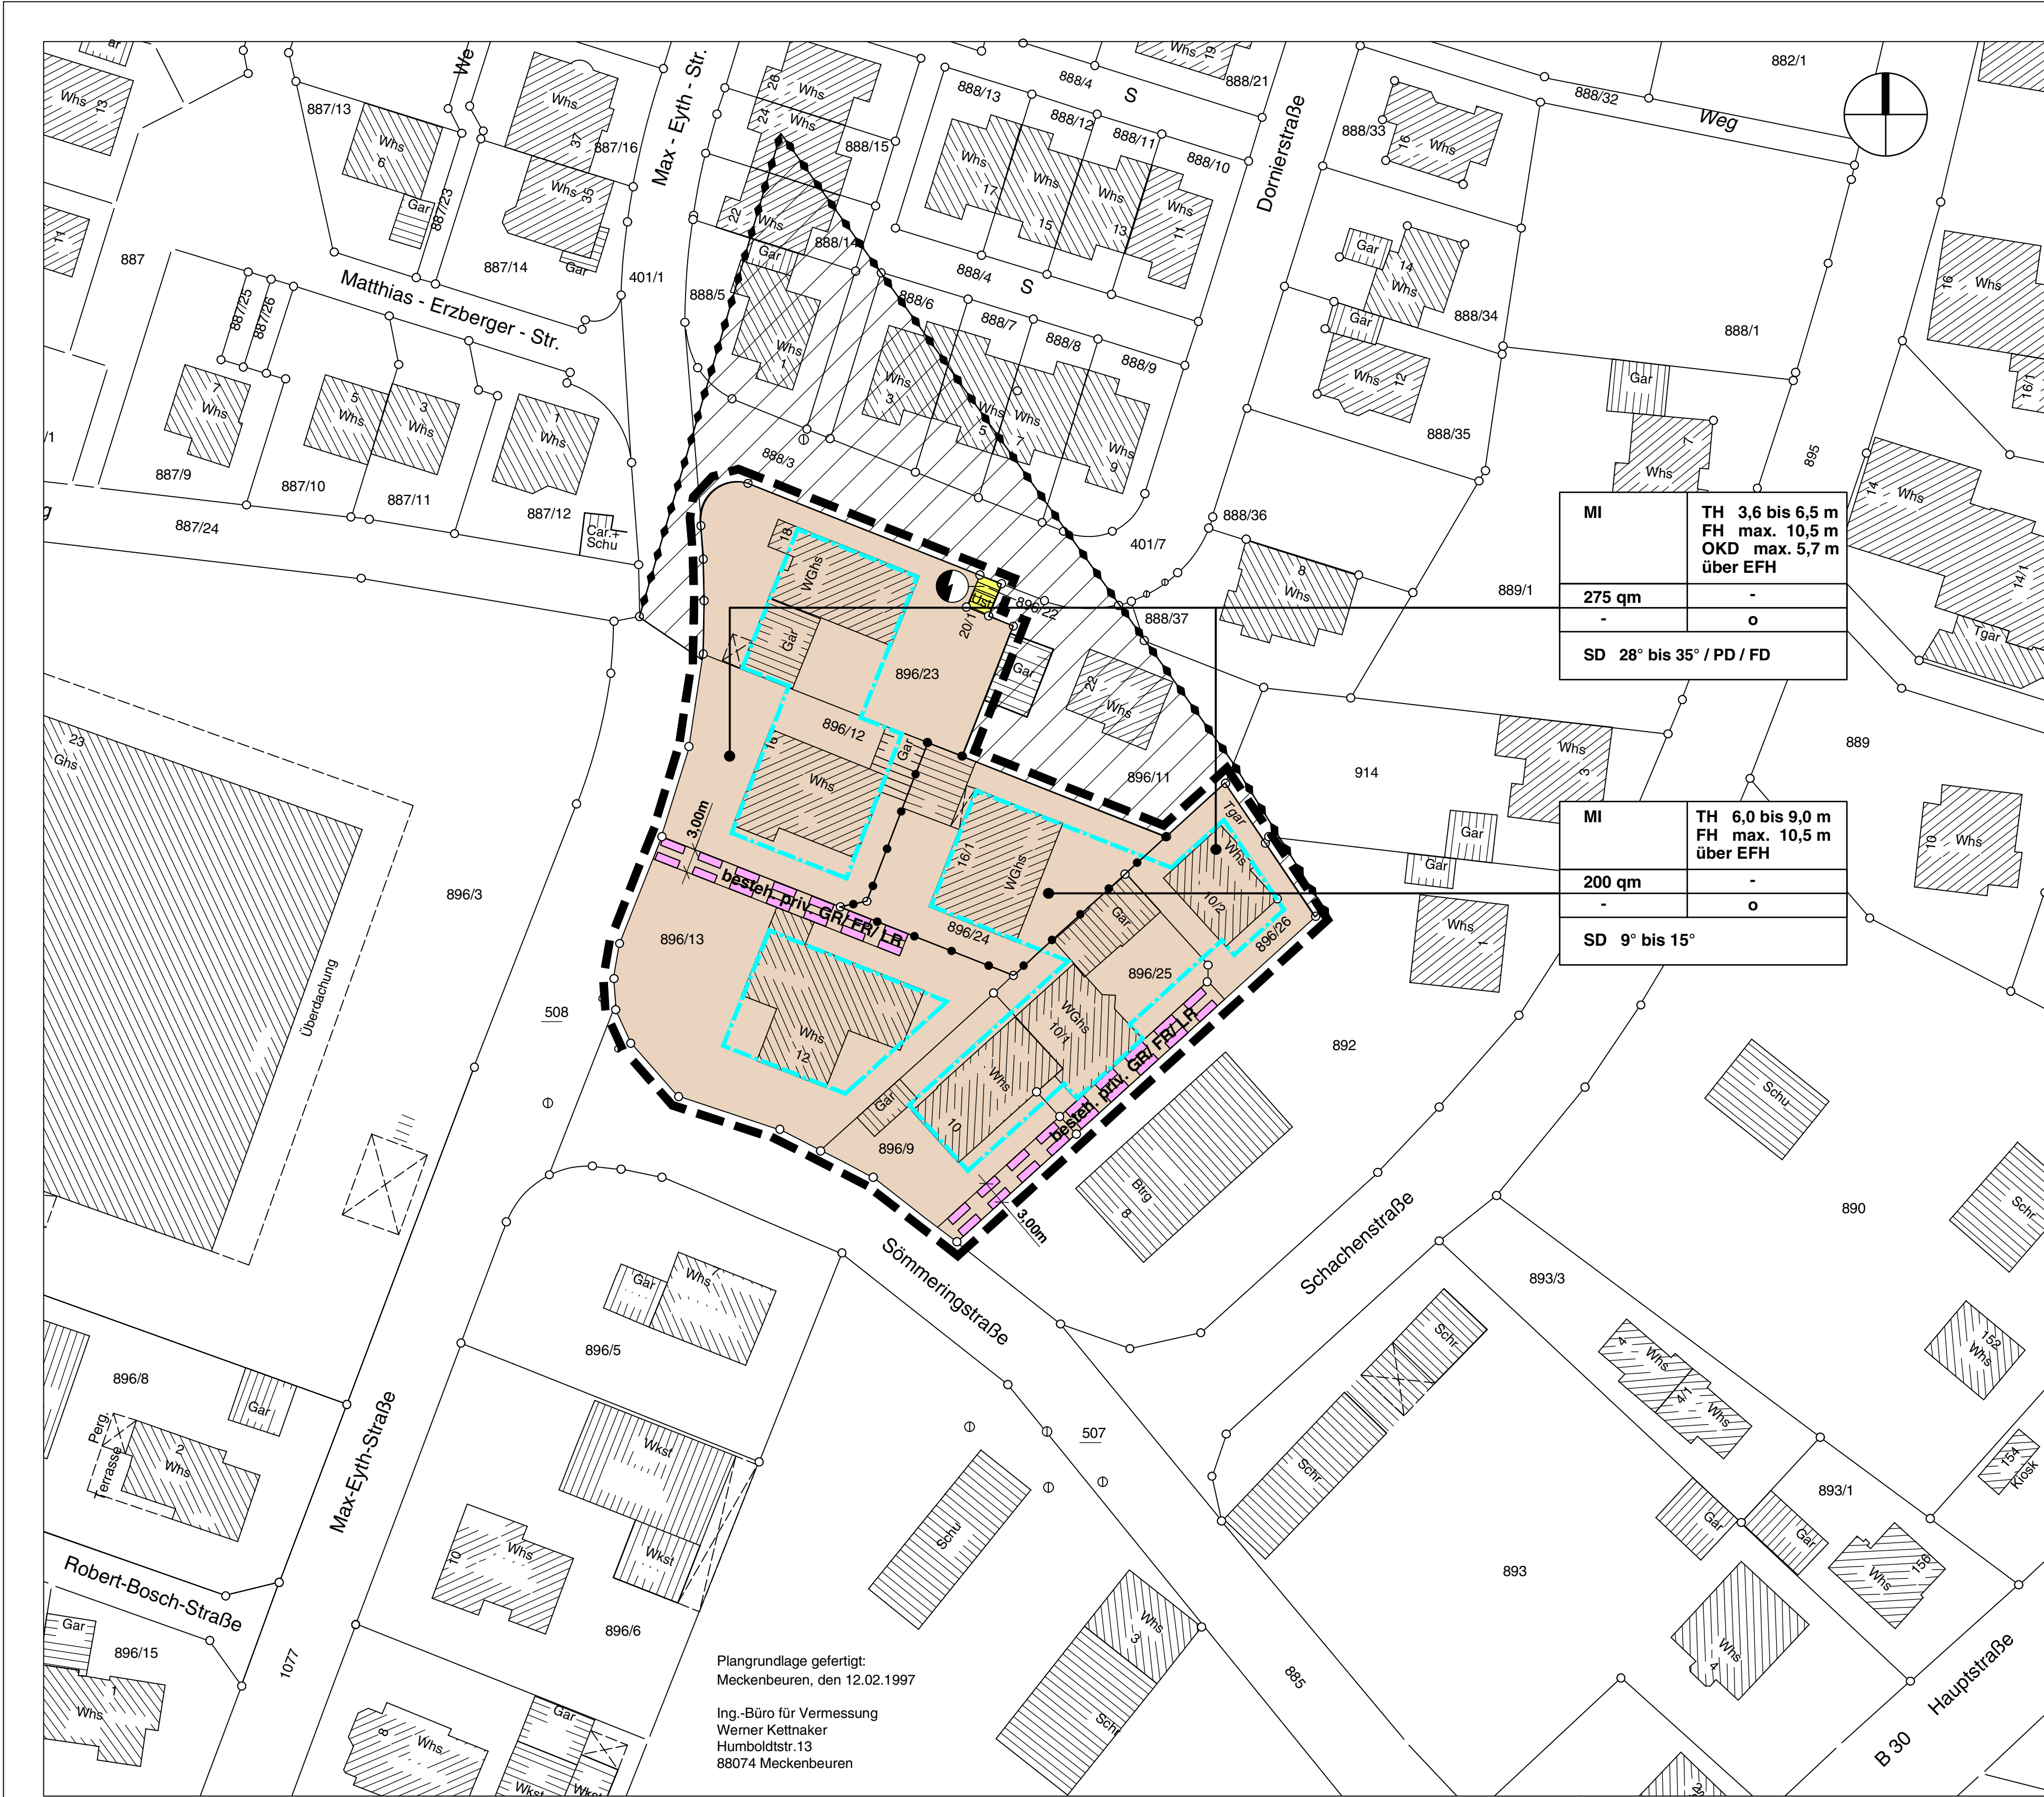 ar
We
Max - Eyth - Str.
26
Whs
24
Whs
888/15
22
Whs
888/14
Gar
Whs
13
887/13
Whs
6
Gar
887/23
Whs
37
887/16
Whs
35
Gar
887/14
401/1
11
887
Matthias - Erzberger - Str.
887/25
887/26
7
Whs
5
Whs
3
Whs
1
Whs
/1
887/9
887/10
887/11
887/12
g
887/24
Car.+
Schu
888/4
S
Whs
19
888/21
888/13
888/12
888/11
888/10
Whs
17
Whs
15
Whs
13
Whs
11
888/4
S
Dornierstraße
888/5
888/6
888/7
888/8
888/9
Whs
1
Whs
3
Whs
5
Whs
7
Whs
9
888/3
401/7
882/1
888/32
Weg
888/33
16
Whs
Gar
14
Whs
888/34
Gar
Whs
12
888/35
888/1
Gar
7
Whs
895
16
Whs
16/1
14
Whs
14/1
Tgar
888/36
8
Whs
889/1
888/37
MI
TH 3,6 bis 6,5 m
FH max. 10,5 m
OKD max. 5,7 m
über EFH
275 qm
-
-
o
SD 28° bis 35° / PD / FD
18
WGhs
Gar
Ust
20/1
896/22
896/23
Gar
22
Whs
896/12
16
Whs
Gar
896/11
914
Whs
3
889
Gar
Gar
Whs
1
10
Whs
MI
TH 6,0 bis 9,0 m
FH max. 10,5 m
über EFH
200 qm
-
-
o
SD 9° bis 15°
23
Ghs
Überdachung
896/3
3,00m
besteh. priv. GR/ FR/ LR
16/1
WGhs
896/24
Tgar
Whs
10/2
Gar
896/26
896/25
896/13
508
Whs
12
WGhs
10/1
Whs
10
Gar
896/9
besteh. priv. GR/ FR/ LR
3,00m
Btrg
8
892
Schu
Schr
890
Schachenstraße
Sömmeringstraße
893/3
Gar
Whs
7
896/5
896/8
Gar
Perg.
Terrasse
2
Whs
Max-Eyth-Straße
Wkst
Wkst
10
Whs
896/6
507
Schu
Schr
Schr
4
Whs
4/1
Whs
152
Whs
154
Kiosk
893/1
Gar
Gar
156
Whs
893
Whs
4
Robert-Bosch-Straße
Gar
896/15
1
Whs
1077
8
Whs
Gar
Wkst
Wkst
Plangrundlage gefertigt:
Meckenbeuren, den 12.02.1997
Ing.-Büro für Vermessung
Werner Kettnaker
Humboldtstr.13
88074 Meckenbeuren
Whs
3
Schr
885
B 30
Hauptstraße